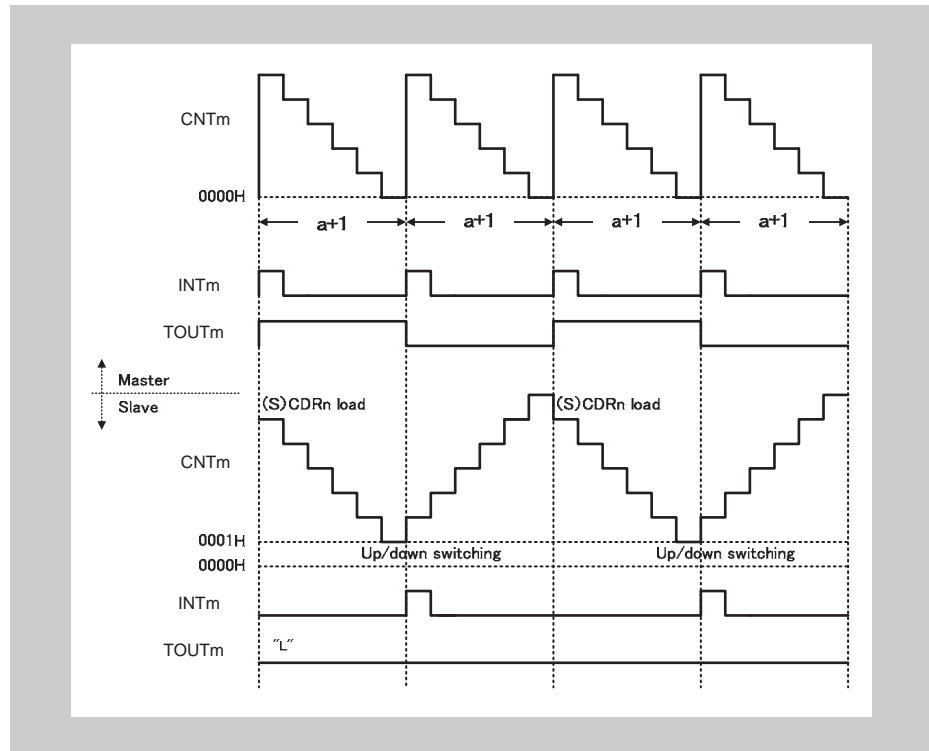 CNTm
0000H
a+1 a+1 a+1 a+1
INTm
TOUTm
Master
Slave
(S)CDRn load (S)CDRn load
CNTm
0001H
Up/down switching Up/down switching
0000H
INTm
TOUTm
"L"